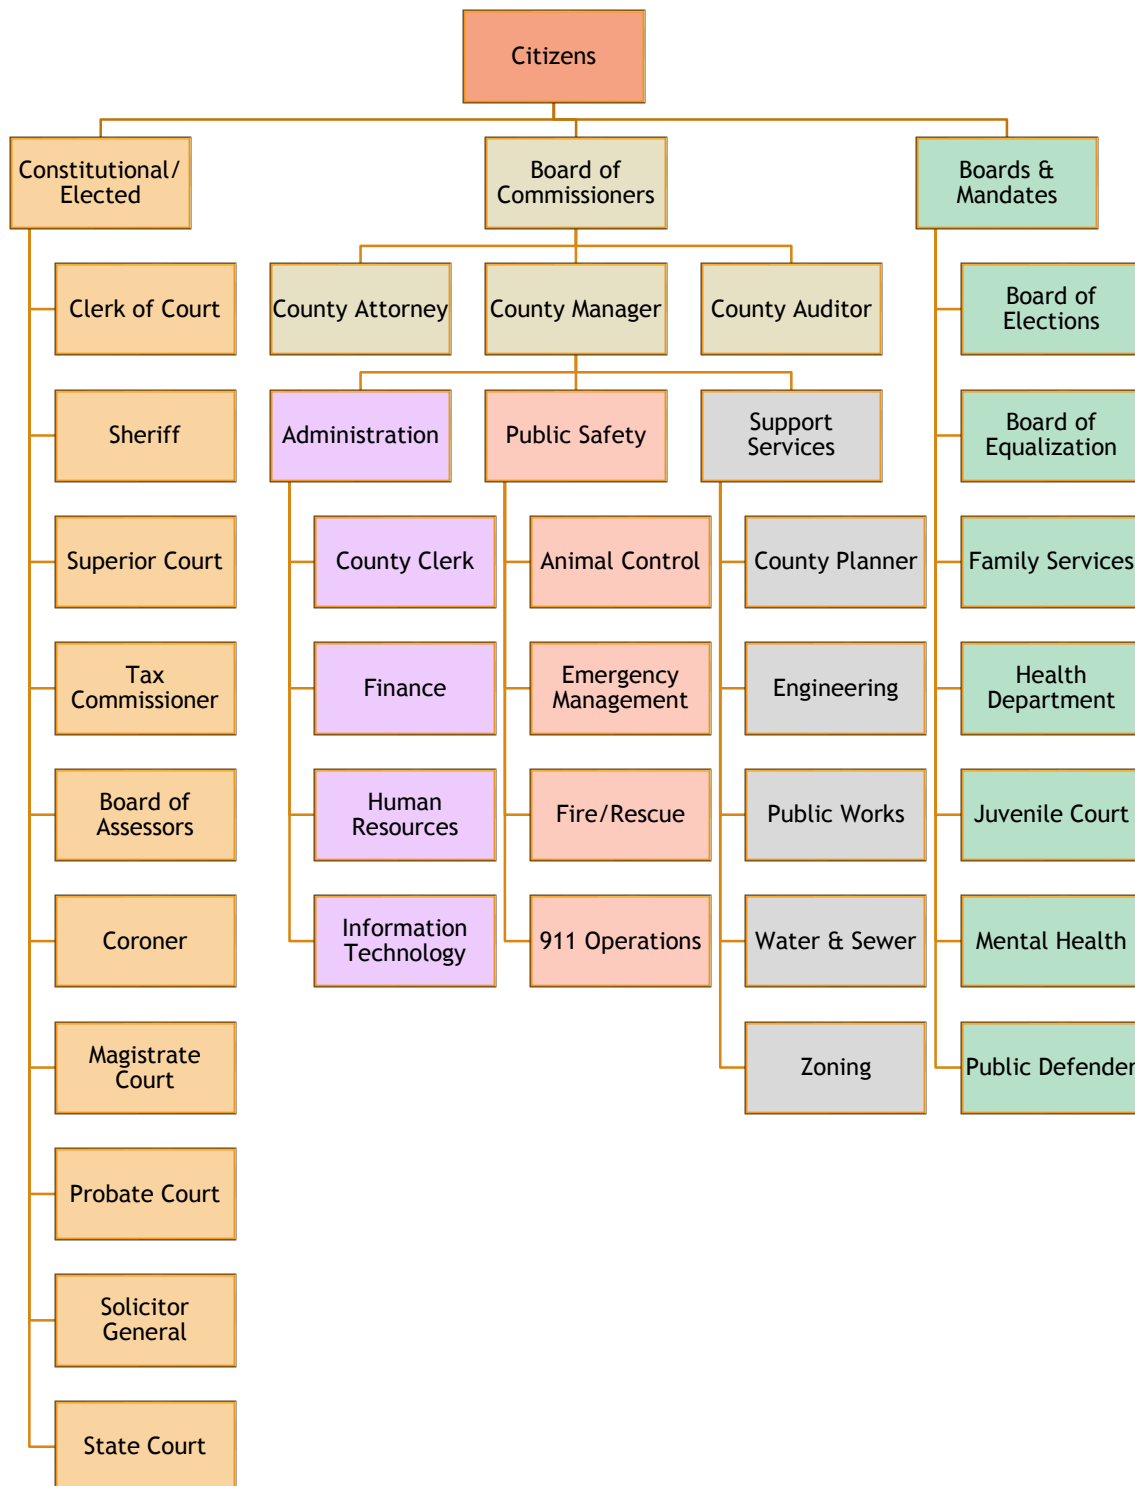 Citizens
Constitutional/
Elected
Board of
Commissioners
Boards &
Mandates
Clerk of Court
County Attorney
County Manager
County Auditor
Board of
Elections
Sheriff
Administration
Public Safety
Support
Services
Board of
Equalization
Superior Court
County Clerk
Animal Control
County Planner
Family Services
Tax
Commissioner
Finance
Emergency
Management
Engineering
Health
Department
Board of
Assessors
Human
Resources
Fire/Rescue
Public Works
Juvenile Court
Coroner
Information
Technology
911 Operations
Water & Sewer
Mental Health
Magistrate
Court
Zoning
Public Defender
Probate Court
Solicitor
General
State Court